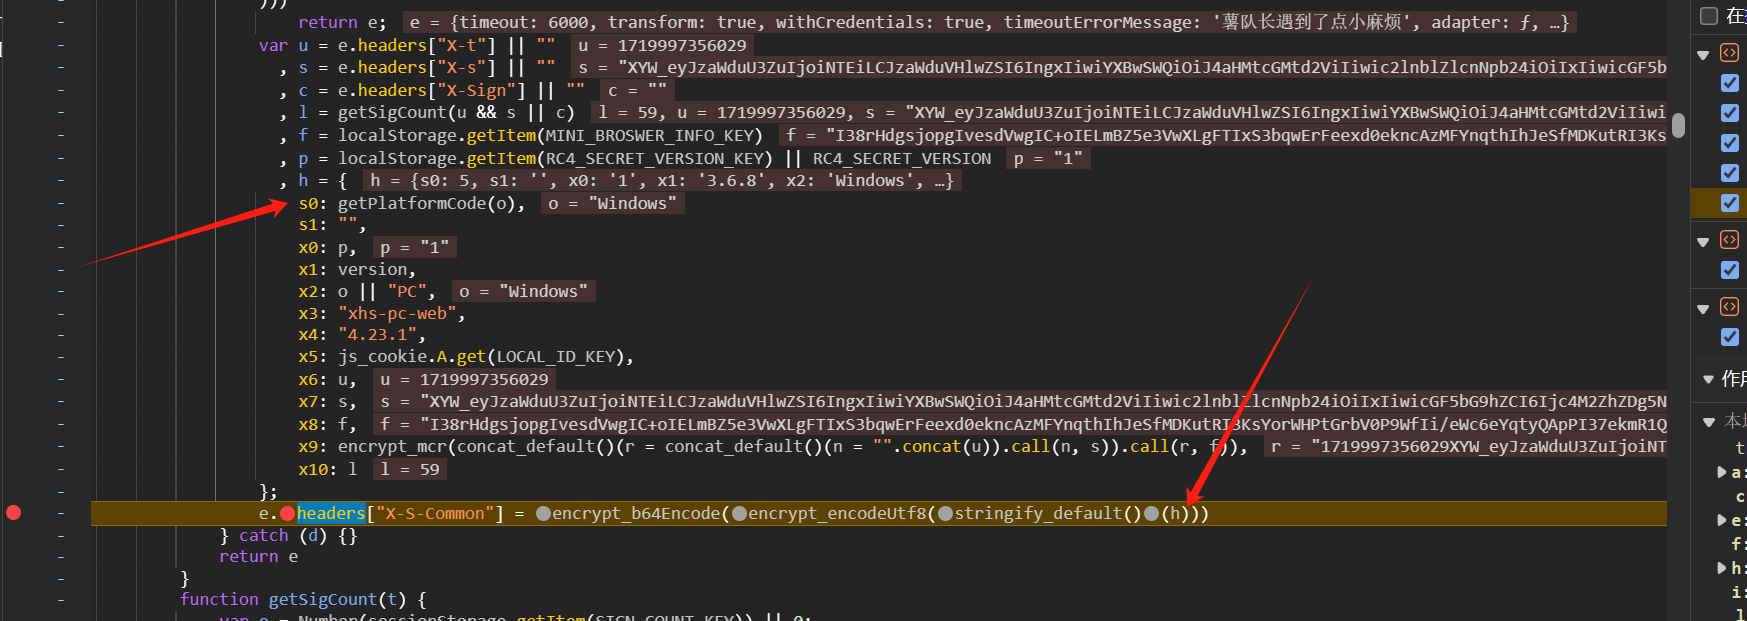 )))
return e;  e = {timeout: 6000, transform: true, withCredentials: true, timeoutErrorMessage: '薯队长遇到了点小麻烦', adapter: ƒ, …}
var u = e.headers["X-t"] || ""  u = 1719997356029
, s = e.headers["X-s"] || ""  s = "XYW_eyJzaWduU3ZuIjoiNTEiLCJzaWduVHlwZSI6IngxIiwiYXBwSWQiOiJ4aHMtcGMtd2ViIiwic2lnblZlcnNpb24iOiIxIiwicGF5b
, c = e.headers["X-Sign"] || ""  c = ""
, l = getSigCount(u && s || c)  l = 59, u = 1719997356029, s = "XYW_eyJzaWduU3ZuIjoiNTEiLCJzaWduVHlwZSI6IngxIiwiYXBwSWQiOiJ4aHMtcGMtd2ViIiwi
, f = localStorage.getItem(MINI_BROSWER_INFO_KEY)  f = "I38rHdgsjopgIvesdVwgIC+oIELmBZ5e3VwXLgFTIxS3bqwErFeexd0ekncAzMFYnqthIhJeSfMDKutRI3Ks
, p = localStorage.getItem(RC4_SECRET_VERSION_KEY) || RC4_SECRET_VERSION  p = "1"
, h = {  h = {s0: 5, s1: '', x0: '1', x1: '3.6.8', x2: 'Windows', …}
s0: getPlatformCode(o),  o = "Windows"
s1: "",
x0: p,  p = "1"
x1: version,
x2: o || "PC",  o = "Windows"
x3: "xhs-pc-web",
x4: "4.23.1",
x5: js_cookie.A.get(LOCAL_ID_KEY),
x6: u,  u = 1719997356029
x7: s,  s = "XYW_eyJzaWduU3ZuIjoiNTEiLCJzaWduVHlwZSI6IngxIiwiYXBwSWQiOiJ4aHMtcGMtd2ViIiwic2lnblZlcnNpb24iOiIxIiwicGF5bG9hZCI6Ijc4M2ZhZDg5N
x8: f,  f = "I38rHdgsjopgIvesdVwgIC+oIELmBZ5e3VwXLgFTIxS3bqwErFeexd0ekncAzMFYnqthIhJeSfMDKutRI3KsYorWHPtGrbV0P9WfIi/eWc6eYqtyQApPI37ekmR1Q
x9: encrypt_mcr(concat_default()(r = concat_default()(n = "".concat(u)).call(n, s)).call(r, f)),  r = "1719997356029XYW_eyJzaWduU3ZuIjoiNT
x10: l  l = 59
};
e.headers["X-S-Common"] = encrypt_b64Encode(encrypt_encodeUtf8(stringify_default()(h)))
} catch (d) {}
return e
}
function getSigCount(t) {
var e = Number(sessionStorage.getItem(SIGN_COUNT_KEY)) || 0;
作用
t
a:
c
e:
f:
h:
i: